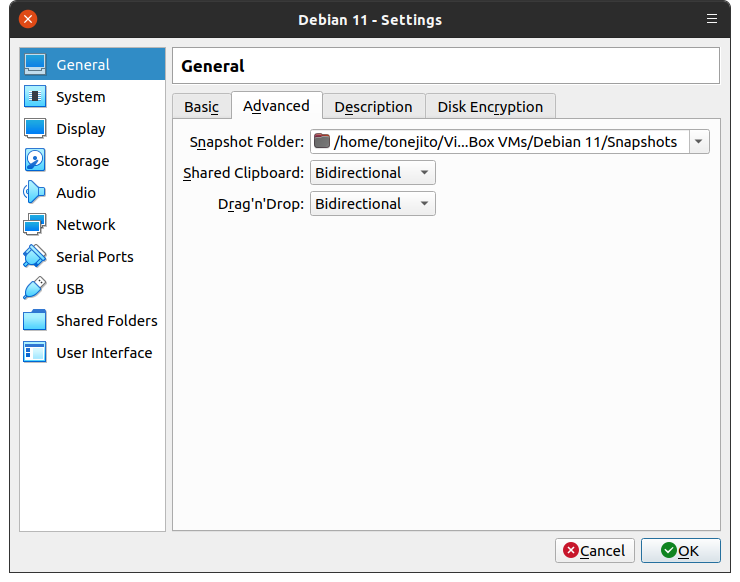 Debian 11 - Settings
General
System
Display
Storage
Audio
Network
Serial Ports
USB
Shared Folders
User Interface
General
Basic Advanced Description Disk Encryption
Snapshot Folder: /home/tonejito/Vi...Box VMs/Debian 11/Snapshots
Shared Clipboard: Bidirectional
Drag'n'Drop: Bidirectional
Cancel OK